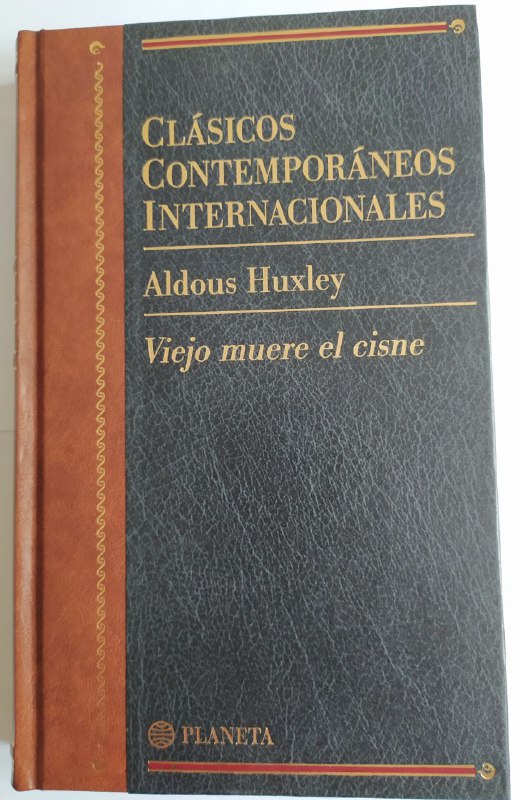 CLÁSICOS
CONTEMPORÁNEOS
INTERNACIONALES
Aldous Huxley
Viejo muere el cisne
PLANETA